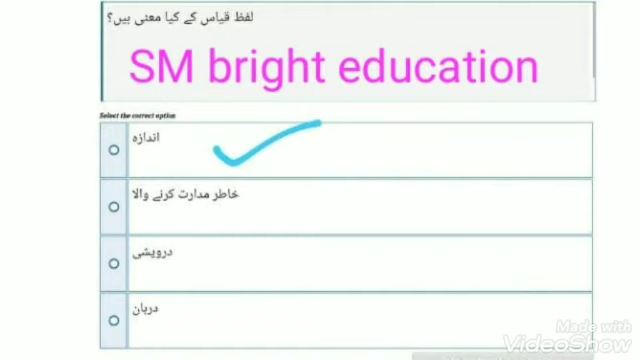 لفظ قیاس کے کیا معنی ہیں؟
SM bright education
Select the correct option
اندازہ
خاطر مدارت کرنے والا
درویشی
دربان
Made with
VideoShow